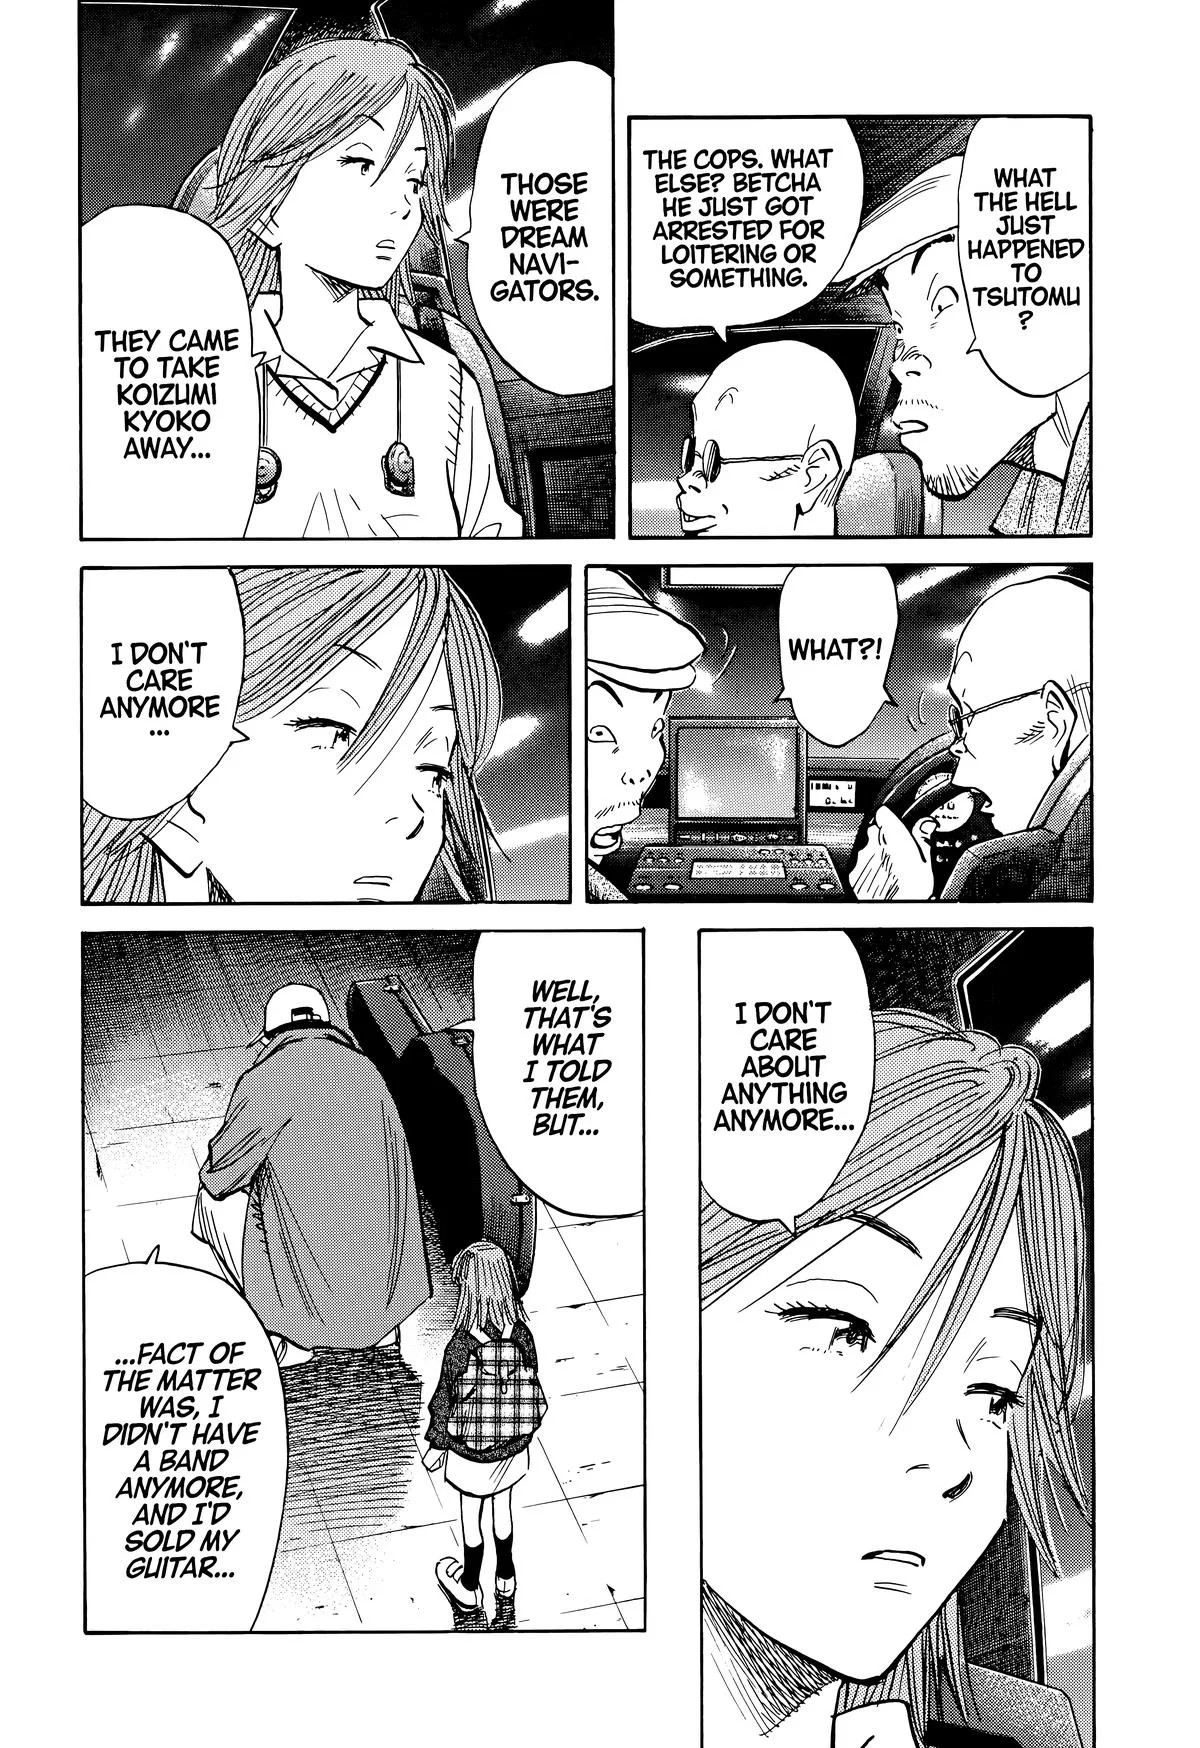 WHAT
THE HELL
JUST
HAPPENED
TO
TSUTOMU
?
THE COPS. WHAT
ELSE? BETCHA
HE JUST GOT
ARRESTED FOR
LOITERING OR
SOMETHING.
THOSE
WERE
DREAM
NAVI-
GATORS.
THEY CAME
TO TAKE
KOIZUMI
KYOKO
AWAY...
WHAT?!
I DON'T
CARE
ANYMORE
...
I DON'T
CARE
ABOUT
ANYTHING
ANYMORE...
WELL,
THAT'S
WHAT
I TOLD
THEM,
BUT...
...FACT OF
THE MATTER
WAS, I
DIDN'T HAVE
A BAND
ANYMORE,
AND I'D
SOLD MY
GUITAR...